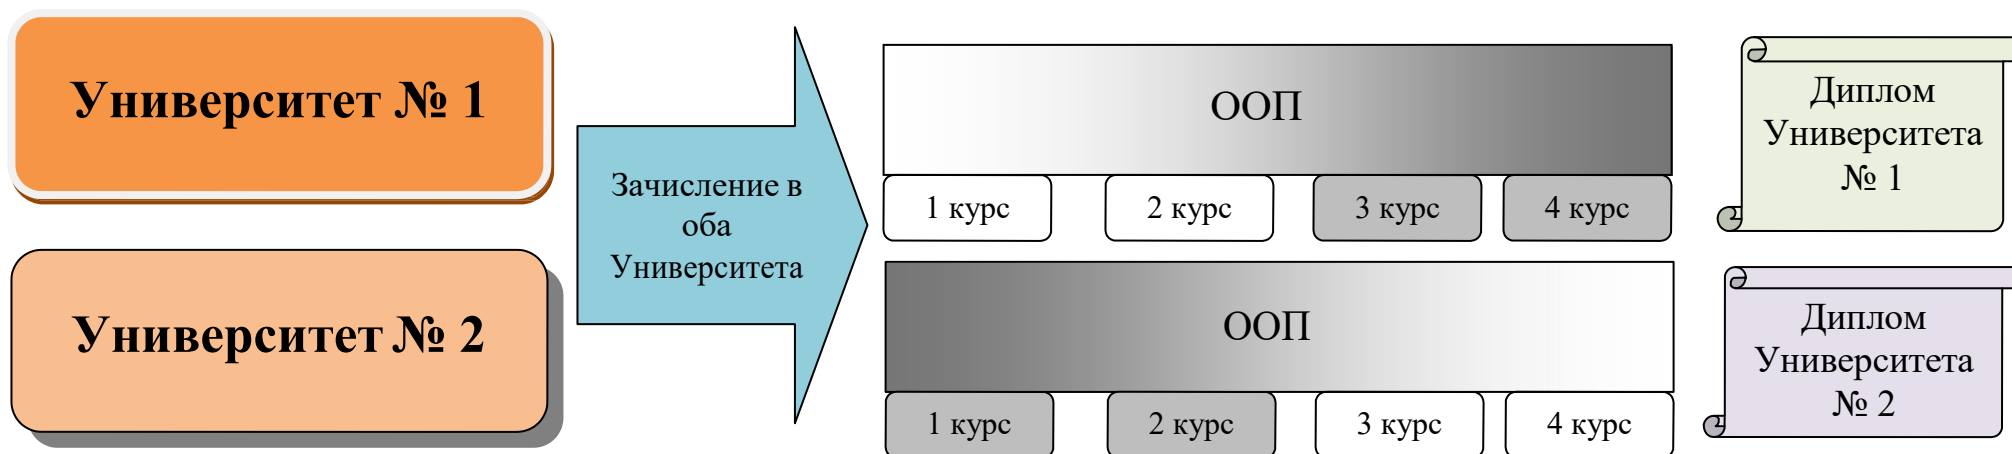 Университет № 1
Университет № 2
Зачисление в
оба
Университета
ООП
1 курс
2 курс
3 курс
4 курс
ООП
1 курс
2 курс
3 курс
4 курс
Диплом
Университета
№ 1
Диплом
Университета
№ 2